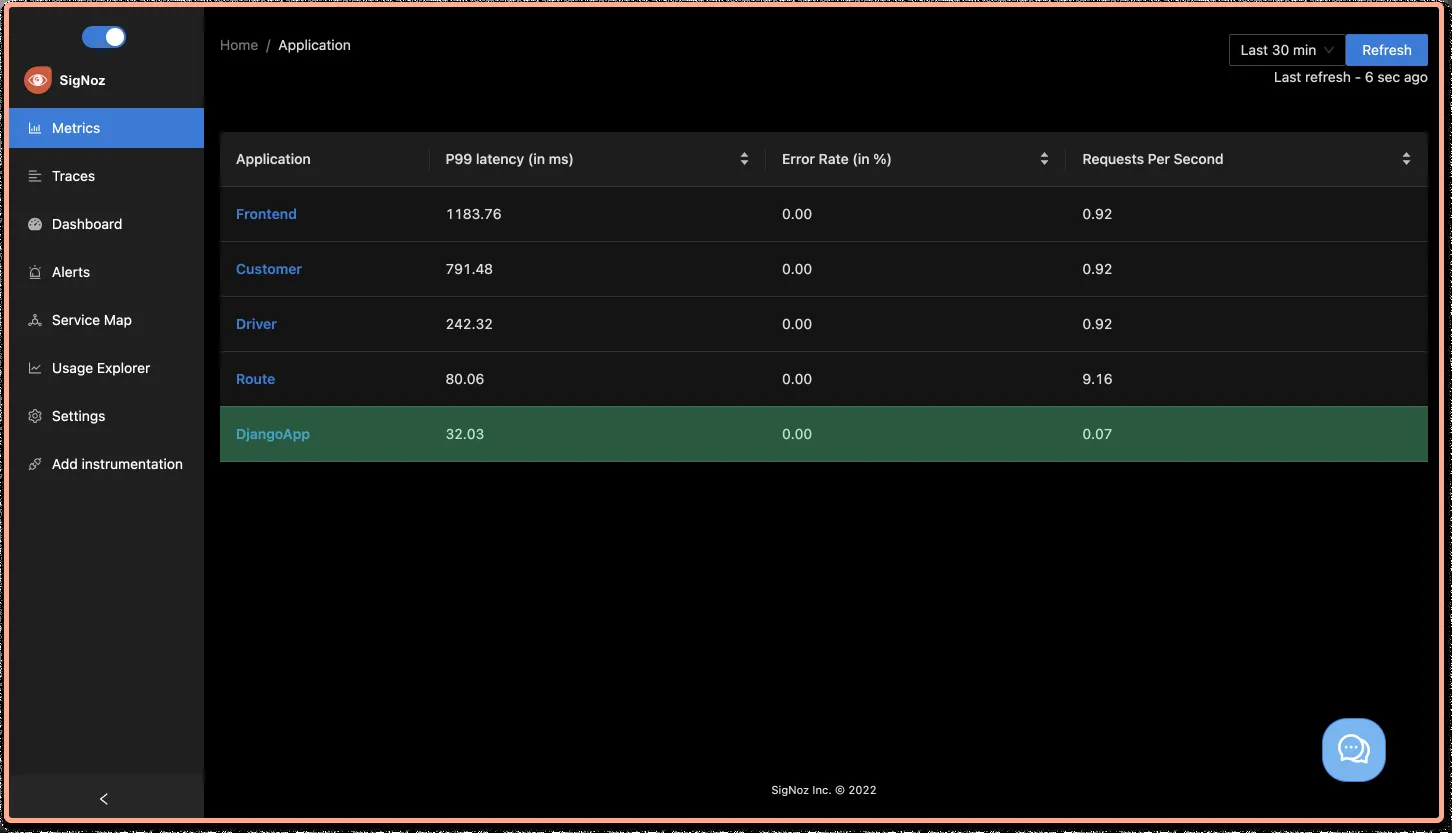 SigNoz
Metrics
Traces
Dashboard
Alerts
Service Map
Usage Explorer
Settings
Add instrumentation
Home / Application
Last 30 min
Refresh
Last refresh - 6 sec ago
Application P99 latency (in ms) Error Rate (in %) Requests Per Second
Frontend 1183.76 0.00 0.92
Customer 791.48 0.00 0.92
Driver 242.32 0.00 0.92
Route 80.06 0.00 9.16
DjangoApp 32.03 0.00 0.07
SigNoz Inc. © 2022